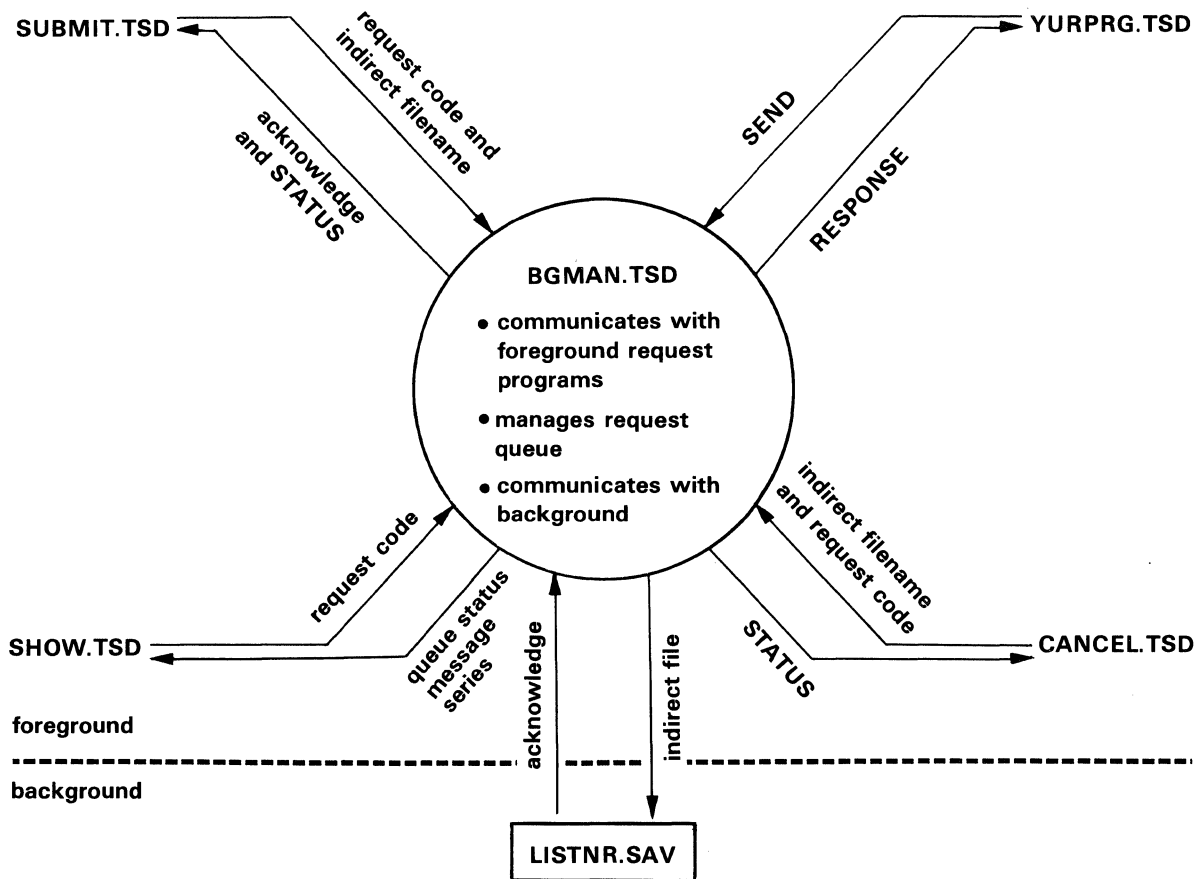 SUBMIT.TSD
request code and
indirect filename
acknowledge
and STATUS
YURPRG.TSD
SEND
RESPONSE
BGMAN.TSD
• communicates with
foreground request
programs
• manages request
queue
• communicates with
background
request code
SHOW.TSD
queue status
message
series
indirect filename
and request code
STATUS
CANCEL.TSD
acknowledge
indirect file
foreground
background
LISTNR.SAV